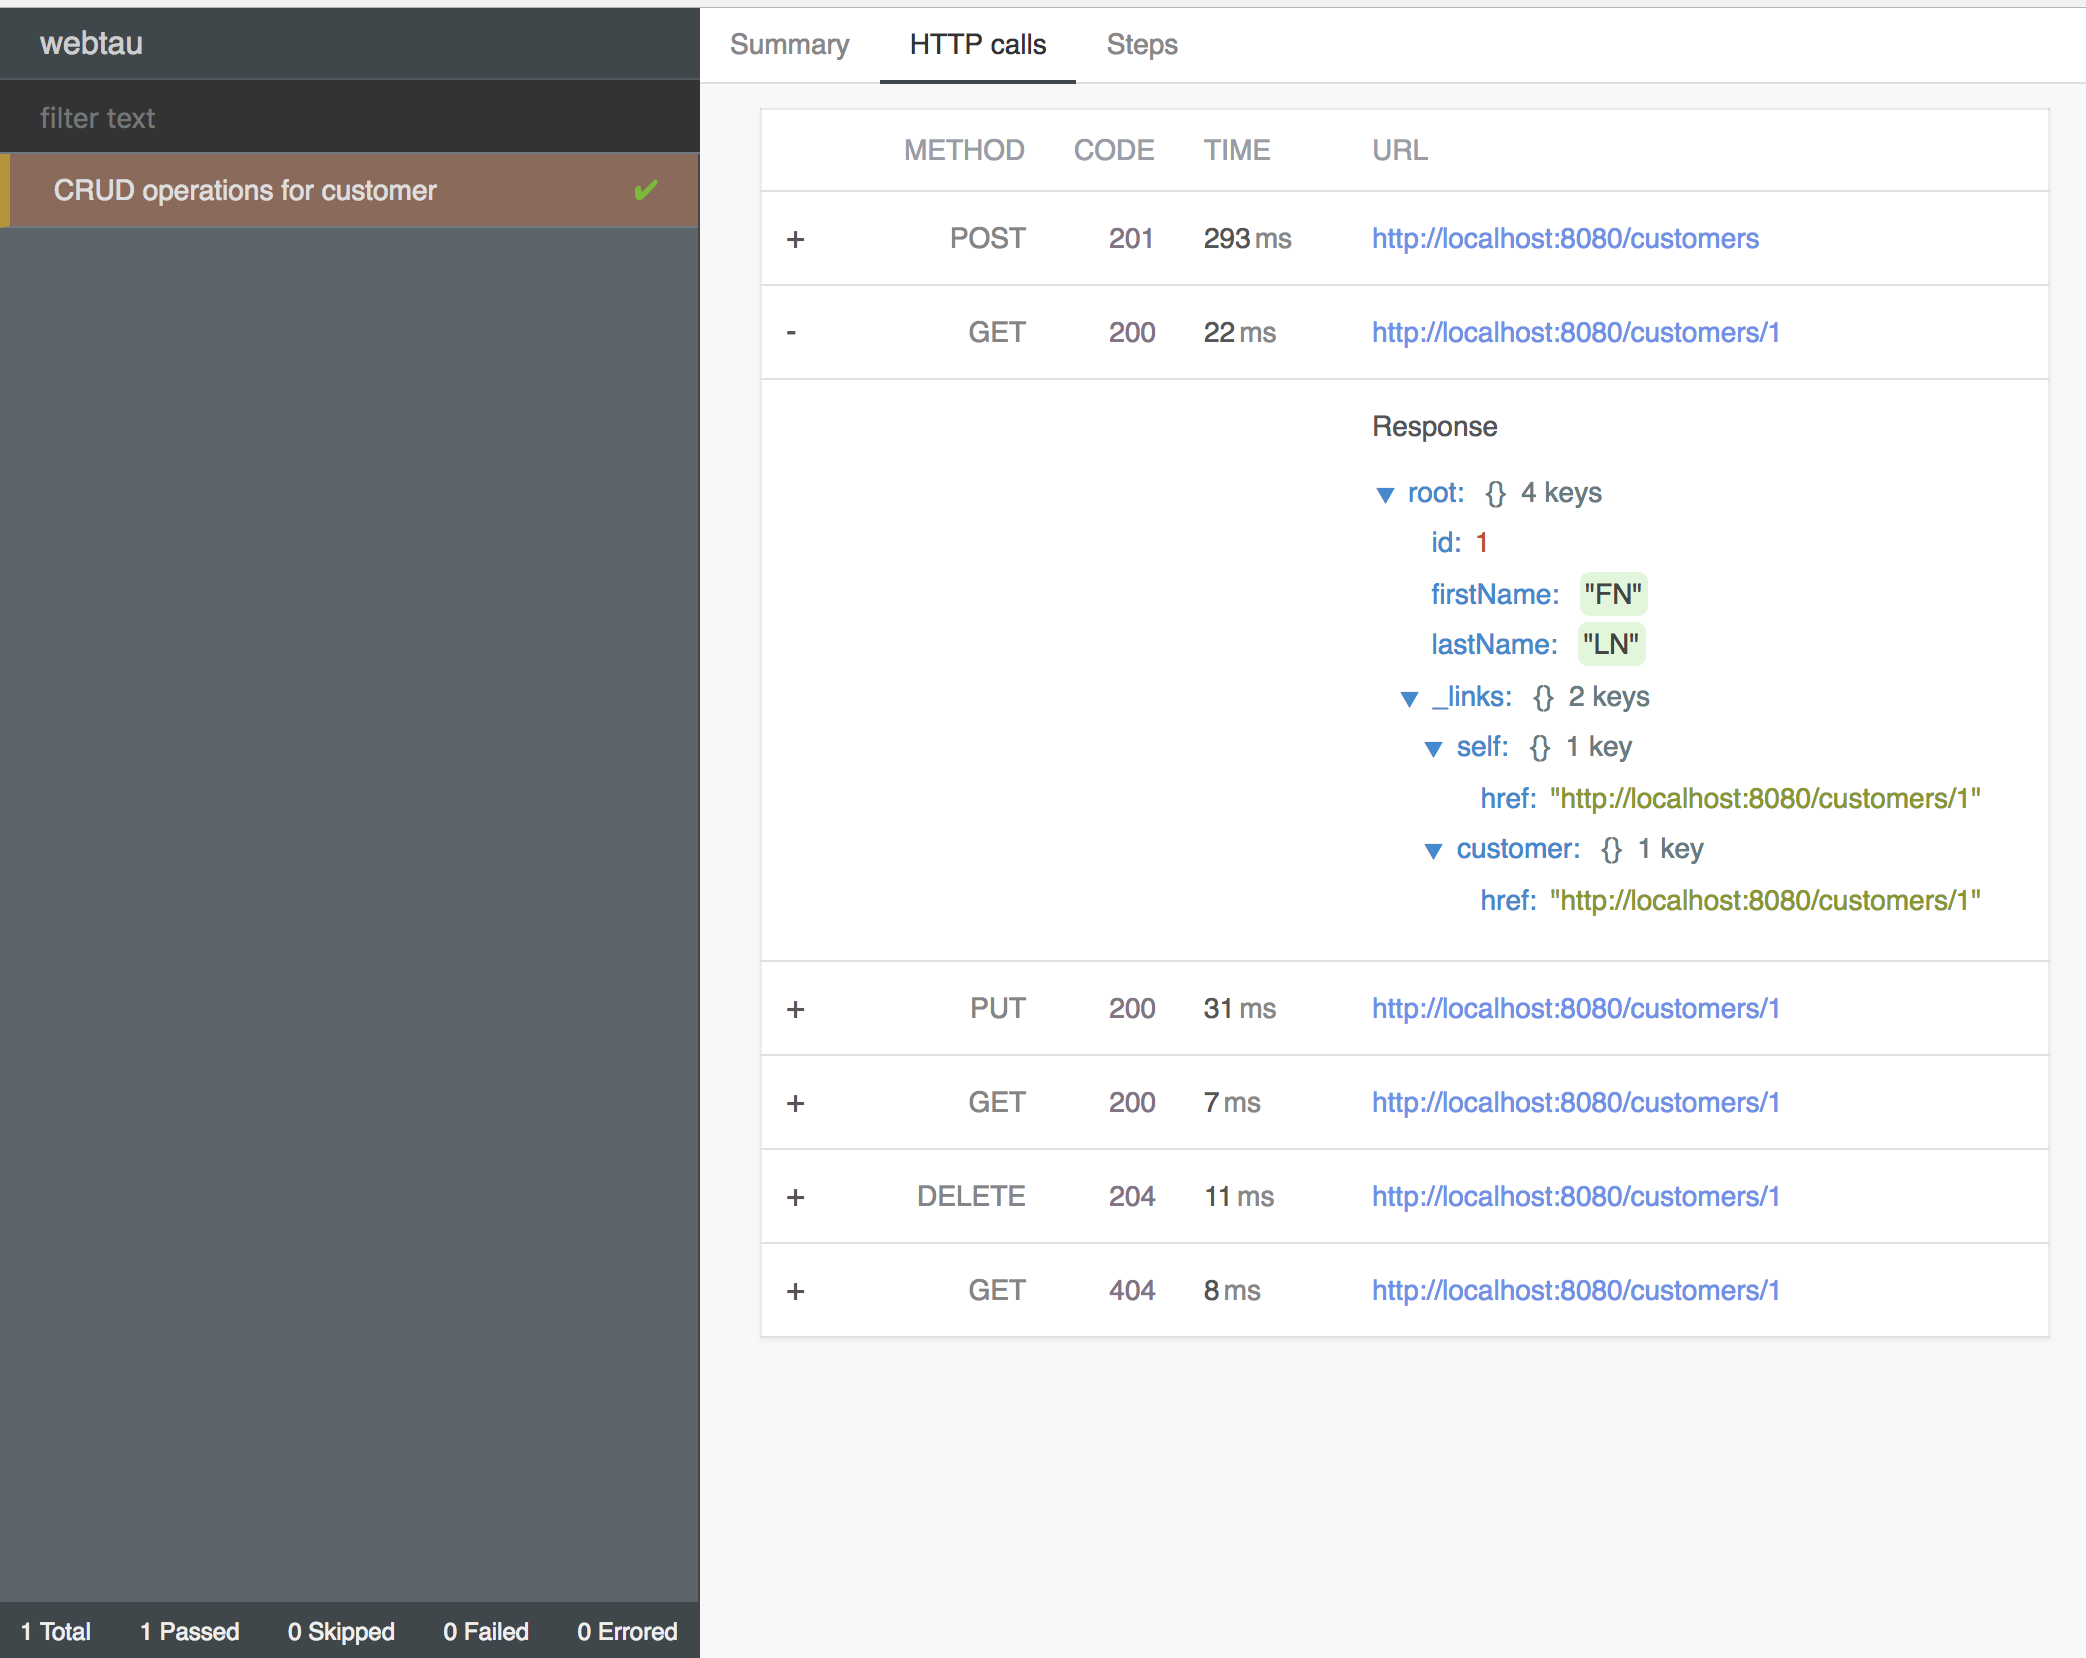 webtau
filter text
CRUD operations for customer ✔
1 Total 1 Passed 0 Skipped 0 Failed 0 Errored
Summary HTTP calls Steps
METHOD CODE TIME URL
+ POST 201 293 ms http://localhost:8080/customers
- GET 200 22 ms http://localhost:8080/customers/1
Response
▼ root: {} 4 keys
id: 1
firstName: "FN"
lastName: "LN"
▼ _links: {} 2 keys
▼ self: {} 1 key
href: "http://localhost:8080/customers/1"
▼ customer: {} 1 key
href: "http://localhost:8080/customers/1"
+ PUT 200 31 ms http://localhost:8080/customers/1
+ GET 200 7 ms http://localhost:8080/customers/1
+ DELETE 204 11 ms http://localhost:8080/customers/1
+ GET 404 8 ms http://localhost:8080/customers/1